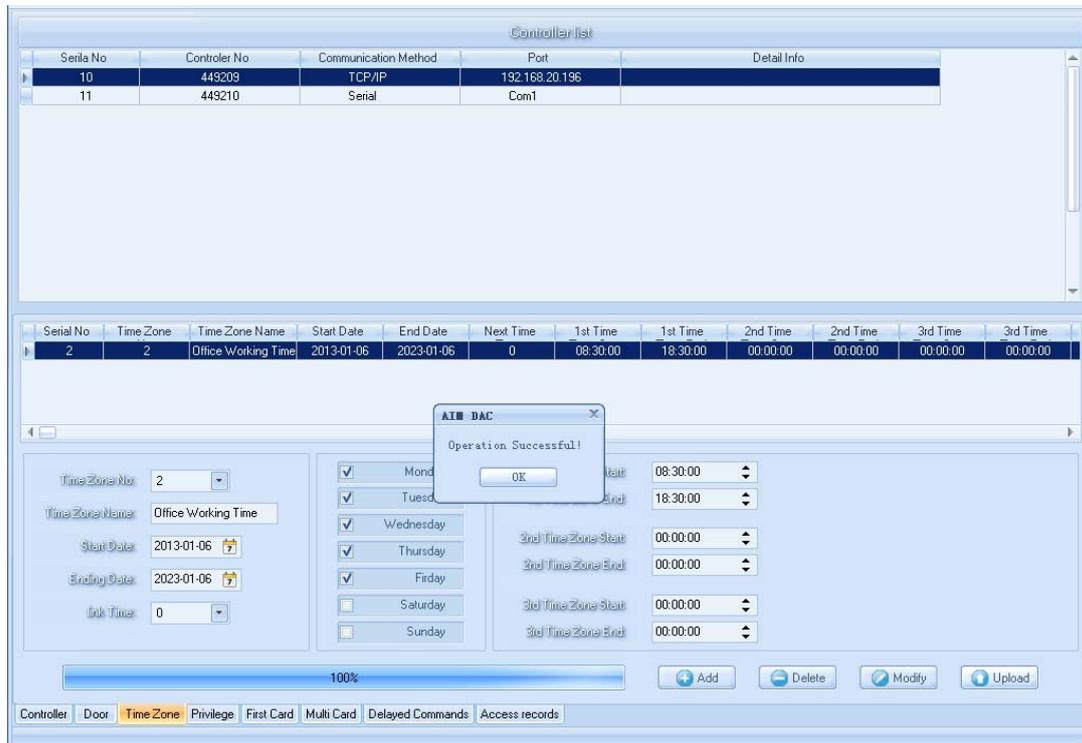 Controller list
Serila No Controler No Communication Method Port Detail Info
10 449209 TCP/IP 192.168.20.196
11 449210 Serial Com1
Serial No Time Zone Time Zone Name Start Date End Date Next Time 1st Time 1st Time 2nd Time 2nd Time 3rd Time 3rd Time
2 2 Office Working Time 2013-01-06 2023-01-06 0 08:30:00 18:30:00 00:00:00 00:00:00 00:00:00 00:00:00
AIM DAC
Operation Successful!
OK
Time Zone No: 2
Time Zone Name: Office Working Time
Start Date: 2013-01-06
Ending Date: 2023-01-06
Link Time: 0
Mond
Tuesd
Wednesday
Thursday
Firday
Saturday
Sunday
Start: 08:30:00
End: 18:30:00
2nd Time Zone Start: 00:00:00
2nd Time Zone End: 00:00:00
3rd Time Zone Start: 00:00:00
3rd Time Zone End: 00:00:00
100% Add Delete Modify Upload
Controller Door Time Zone Privilege First Card Multi Card Delayed Commands Access records